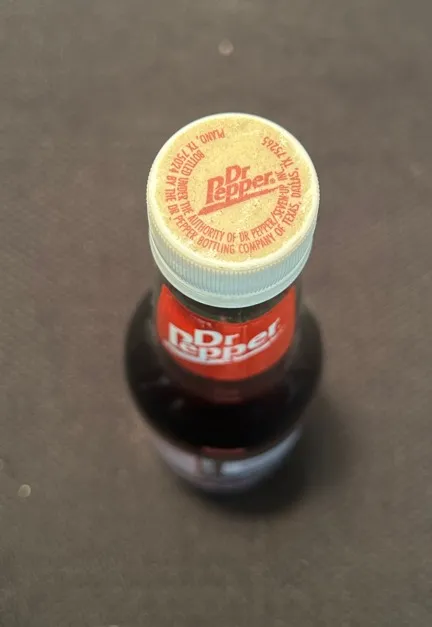 Dr
Pepper
BOTTLED UNDER THE AUTHORITY OF DR PEPPER/SEVEN-UP, INC.
PLANO, TX 75024 BY THE DR PEPPER BOTTLING COMPANY OF TEXAS, DALLAS, TX 75265
Dr
Pepper